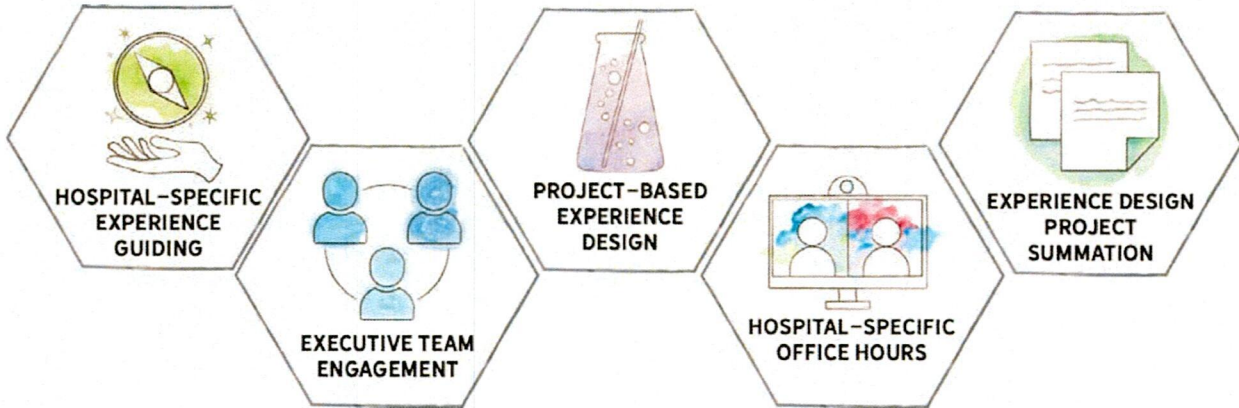 HOSPITAL-SPECIFIC
EXPERIENCE
GUIDING
EXECUTIVE TEAM
ENGAGEMENT
PROJECT-BASED
EXPERIENCE
DESIGN
HOSPITAL-SPECIFIC
OFFICE HOURS
EXPERIENCE DESIGN
PROJECT
SUMMATION